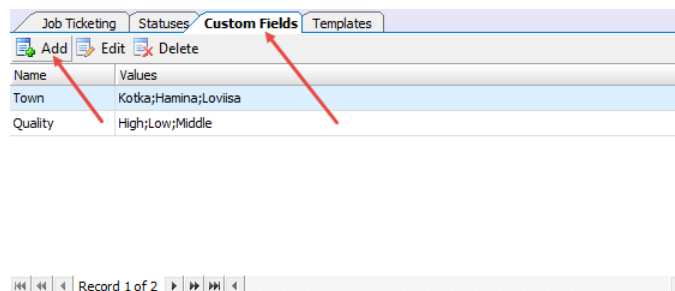 Job Ticketing Statuses Custom Fields Templates
Add Edit Delete
Name Values
Town Kotka;Hamina;Loviisa
Quality High;Low;Middle
Record 1 of 2